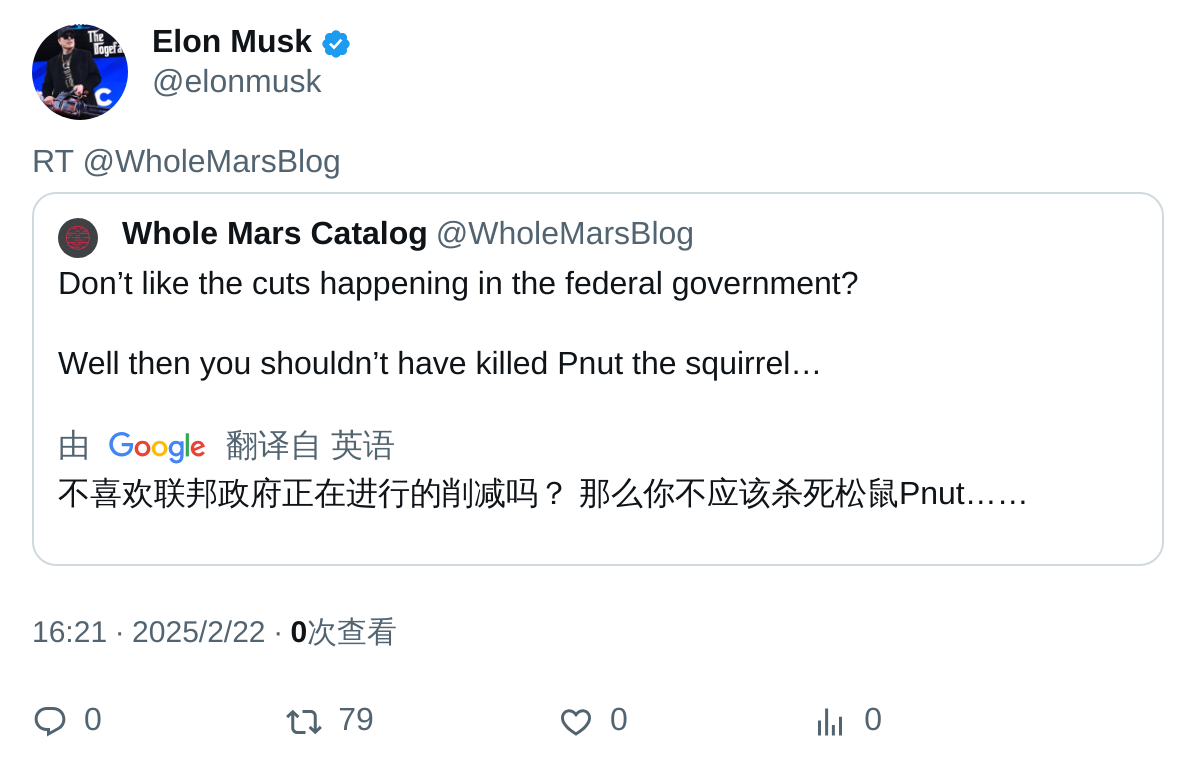 The
Dogefa
C
Elon Musk
@elonmusk
RT @WholeMarsBlog
Whole Mars Catalog @WholeMarsBlog
Don’t like the cuts happening in the federal government?
Well then you shouldn’t have killed Pnut the squirrel…
由 Google 翻译自 英语
不喜欢联邦政府正在进行的削减吗？ 那么你不应该杀死松鼠Pnut……
16:21 · 2025/2/22 · 0次查看
0 79 0 0